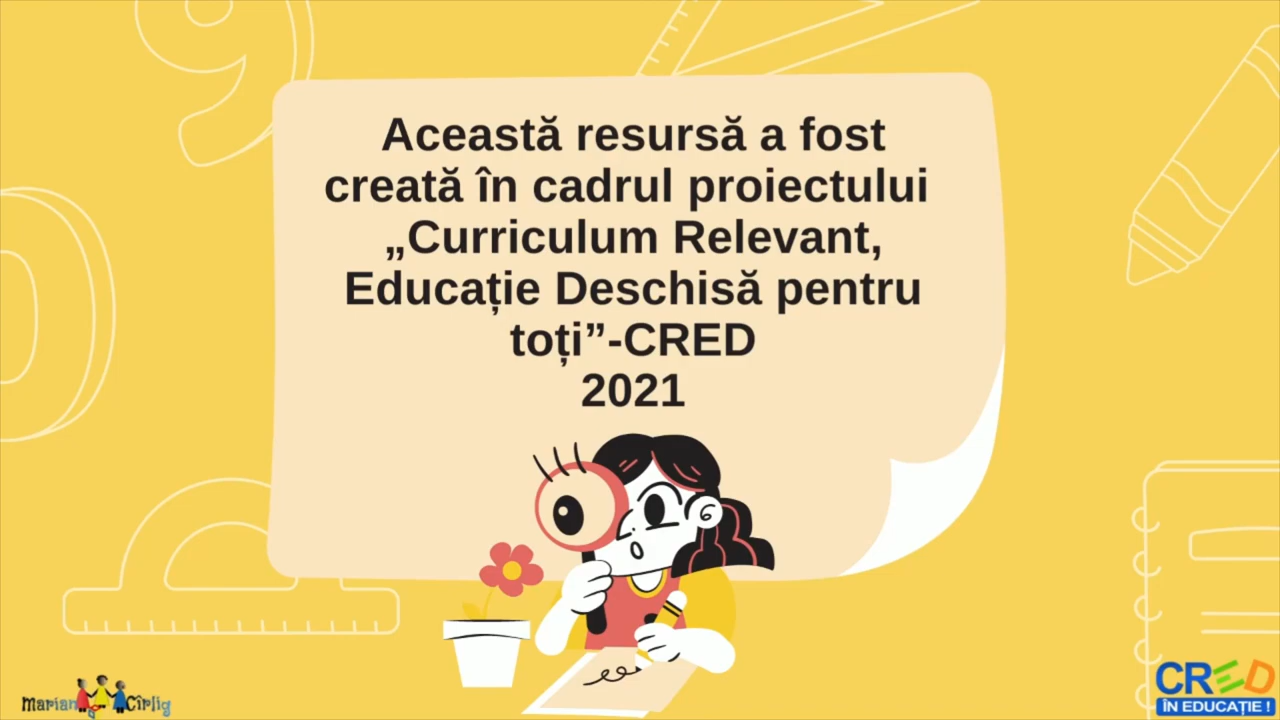 Această resursă a fost
creată în cadrul proiectului
„Curriculum Relevant,
Educație Deschisă pentru
toți”-CRED
2021
Mariana Cîrlig
CRED
ÎN EDUCAȚIE !